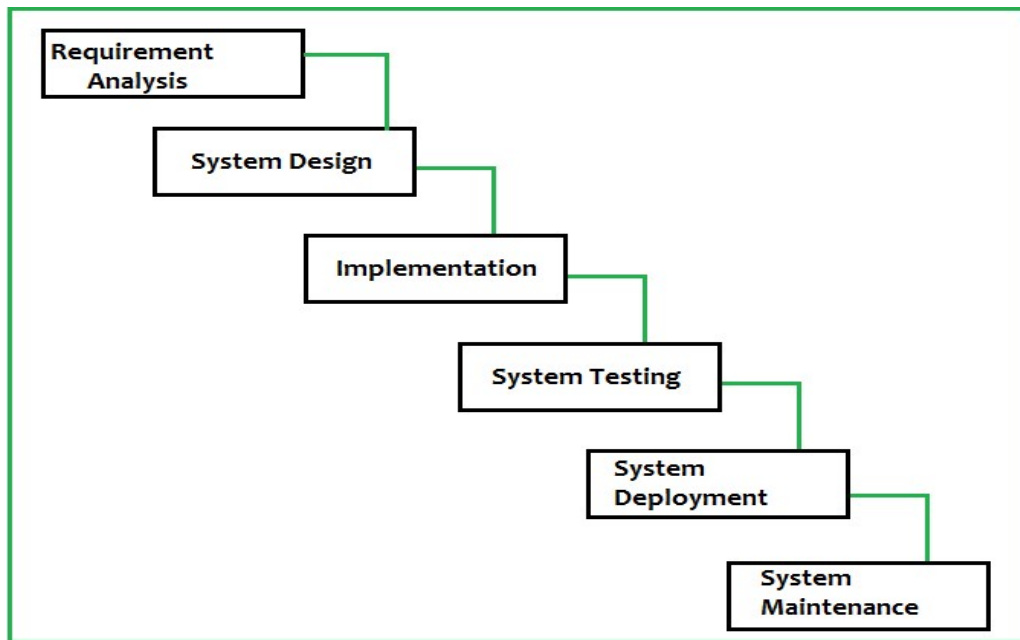 Requirement
Analysis
System Design
Implementation
System Testing
System
Deployment
System
Maintenance